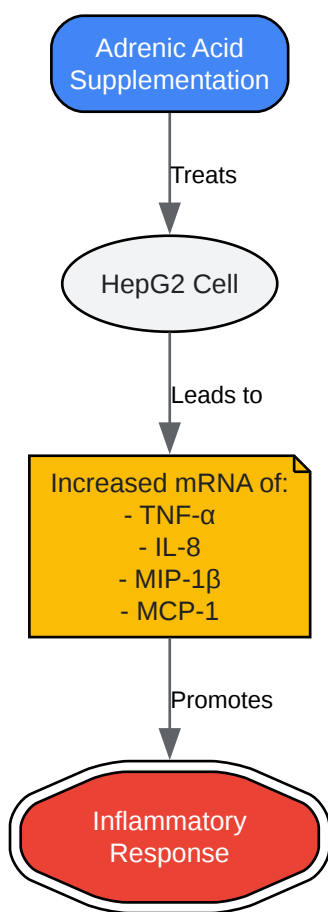 Adrenic Acid
Supplementation
Treats
HepG2 Cell
Leads to
Increased mRNA of:
- TNF-α
- IL-8
- MIP-1β
- MCP-1
Promotes
Inflammatory
Response